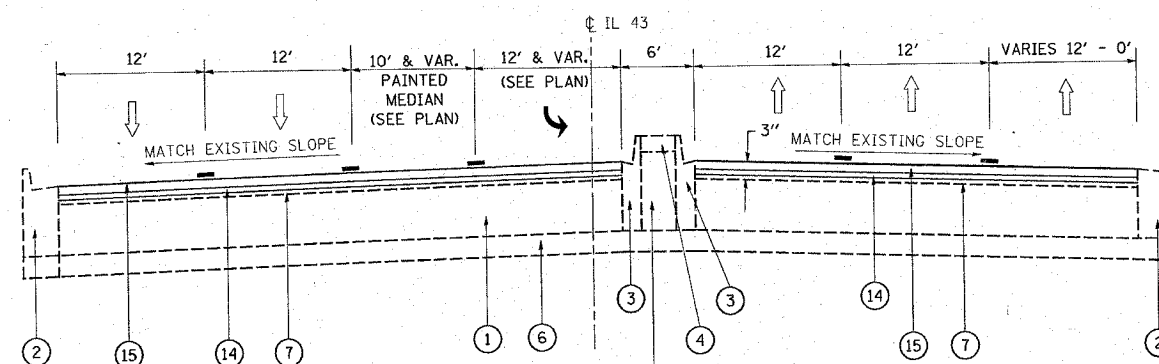 ℄ IL 43
12'
12'
10' & VAR.
PAINTED
MEDIAN
(SEE PLAN)
12' & VAR.
(SEE PLAN)
6'
12'
12'
VARIES 12' - 0'
MATCH EXISTING SLOPE
3"
MATCH EXISTING SLOPE
2
15
14
7
1
6
3
4
3
14
15
7
2